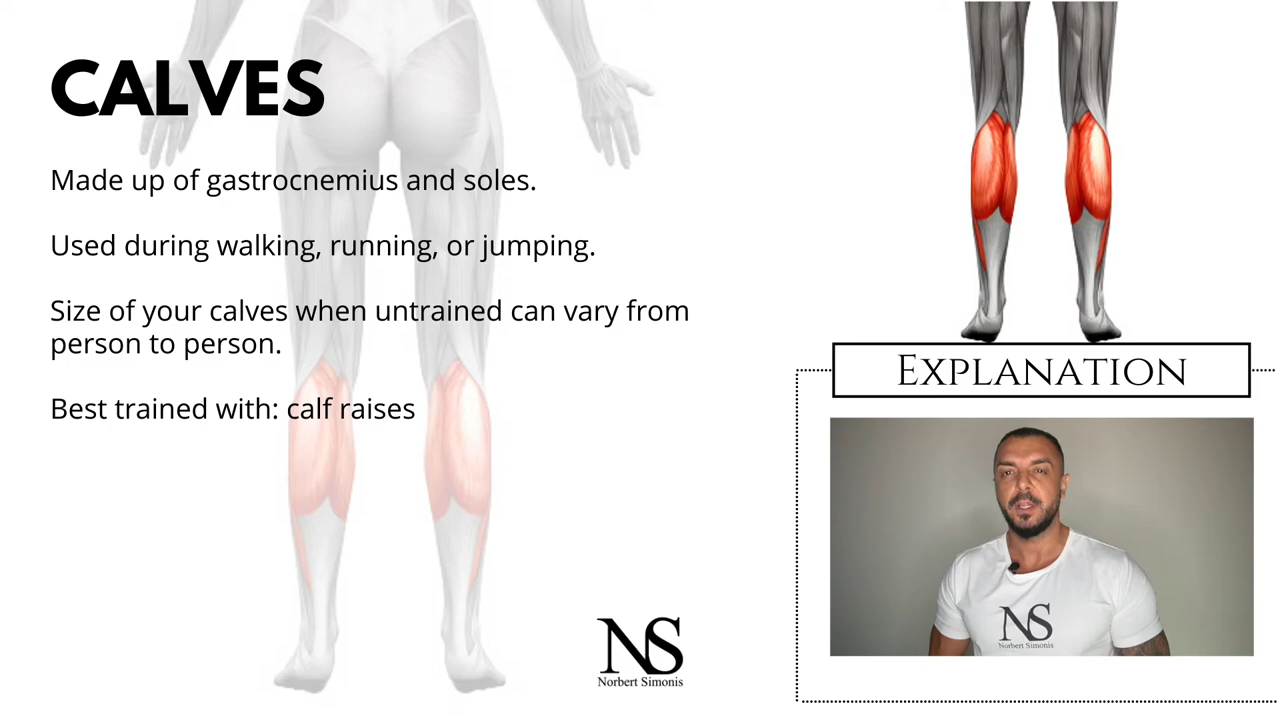 CALVES
Made up of gastrocnemius and soles.
Used during walking, running, or jumping.
Size of your calves when untrained can vary from
person to person.
Best trained with: calf raises
EXPLANATION
NS
Norbert Simonis
NS
Norbert Simonis